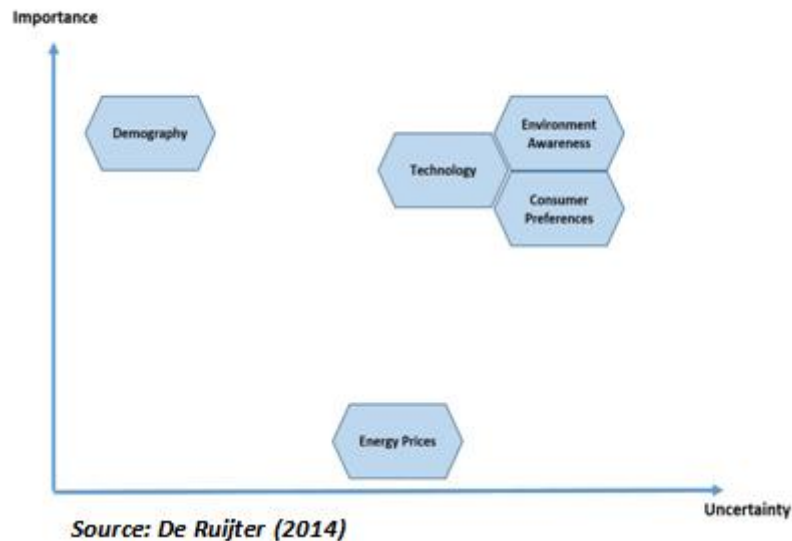 Importance
Demography
Environment
Awareness
Technology
Consumer
Preferences
Energy Prices
Uncertainty
Source: De Ruijter (2014)